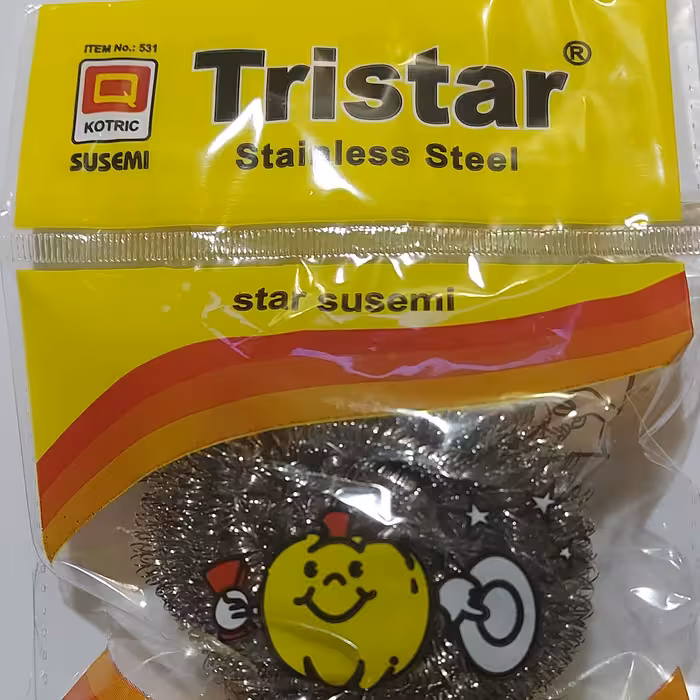 ITEM No.: 531
Q
KOTRIC
SUSEMI
Tristar®
Stainless Steel
star susemi